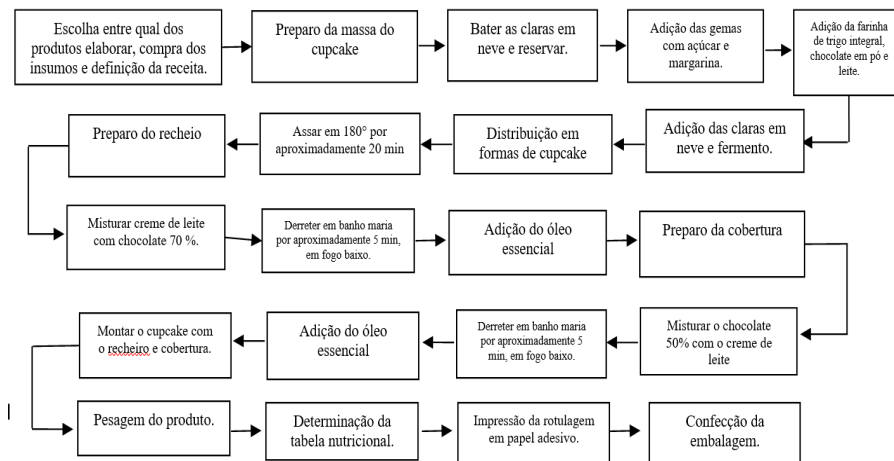 Escolha entre qual dos
produtos elaborar, compra dos
insumos e definição da receita.
Preparo da massa do
cupcake
Bater as claras em
neve e reservar.
Adição das gemas
com açúcar e
margarina.
Adição da farinha
de trigo integral,
chocolate em pó e
leite.
Adição das claras em
neve e fermento.
Distribuição em
formas de cupcake
Assar em 180° por
aproximadamente 20 min
Preparo do recheio
Misturar creme de leite
com chocolate 70 %.
Derreter em banho maria
por aproximadamente 5 min,
em fogo baixo.
Adição do óleo
essencial
Preparo da cobertura
Misturar o chocolate
50% com o creme de
leite
Derreter em banho maria
por aproximadamente 5
min, em fogo baixo.
Adição do óleo
essencial
Montar o cupcake com
o recheiro e cobertura.
Pesagem do produto.
Determinação da
tabela nutricional.
Impressão da rotulagem
em papel adesivo.
Confecção da
embalagem.